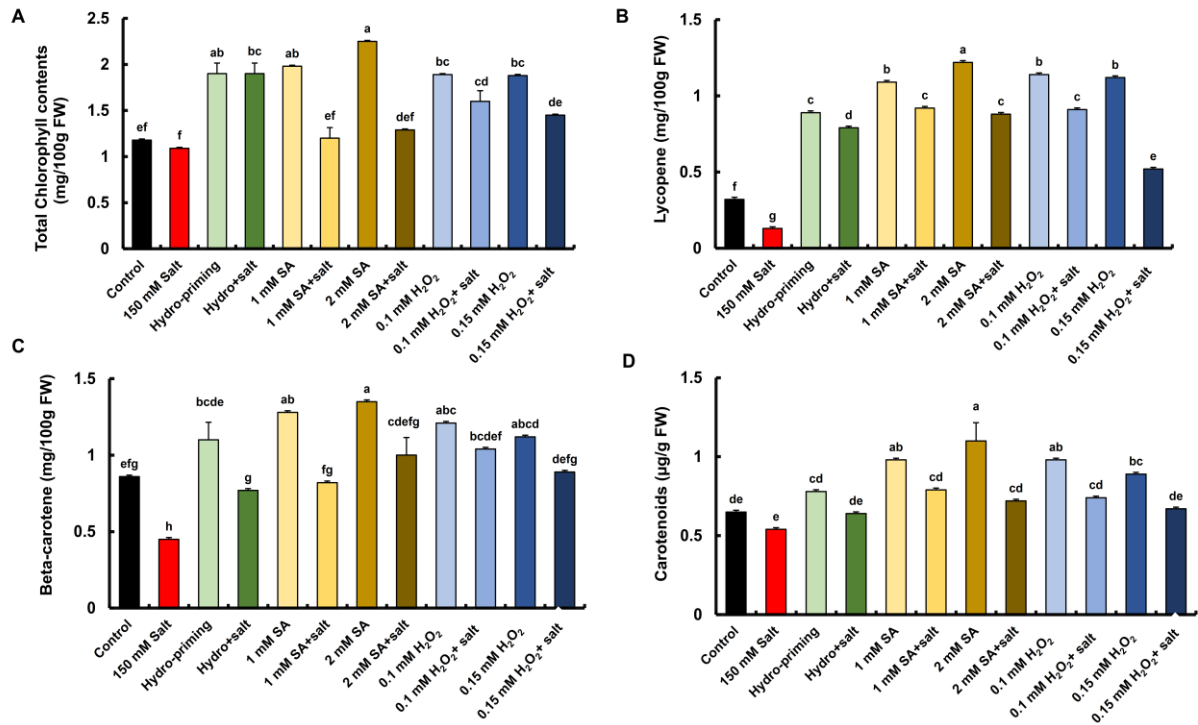 A
Total Chlorophyll contents
(mg/100g FW)
2.5
2
1.5
1
0.5
0
ef
f
ab
bc
ab
ef
a
def
bc
cd
bc
de
Control
150 mM Salt
Hydro-priming
Hydro+salt
1 mM SA
1 mM SA+salt
2 mM SA
2 mM SA+salt
0.1 mM H₂O₂
0.1 mM H₂O₂+ salt
0.15 mM H₂O₂
0.15 mM H₂O₂+ salt
B
Lycopene (mg/100g FW)
1.5
1
0.5
0
f
g
c
d
b
c
a
c
b
c
b
e
Control
150 mM Salt
Hydro-priming
Hydro+salt
1 mM SA
1 mM SA+salt
2 mM SA
2 mM SA+salt
0.1 mM H₂O₂
0.1 mM H₂O₂+ salt
0.15 mM H₂O₂
0.15 mM H₂O₂+ salt
C
Beta-carotene (mg/100g FW)
1.5
1
0.5
0
efg
h
bcde
g
ab
fg
a
cdefg
abc
bcdef
abcd
defg
Control
150 mM Salt
Hydro-priming
Hydro+salt
1 mM SA
1 mM SA+salt
2 mM SA
2 mM SA+salt
0.1 mM H₂O₂
0.1 mM H₂O₂+ salt
0.15 mM H₂O₂
0.15 mM H₂O₂+ salt
D
Carotenoids (µg/g FW)
1.5
1
0.5
0
de
e
cd
de
ab
cd
a
cd
ab
cd
bc
de
Control
150 mM Salt
Hydro-priming
Hydro+salt
1 mM SA
1 mM SA+salt
2 mM SA
2 mM SA+salt
0.1 mM H₂O₂
0.1 mM H₂O₂+ salt
0.15 mM H₂O₂
0.15 mM H₂O₂+ salt